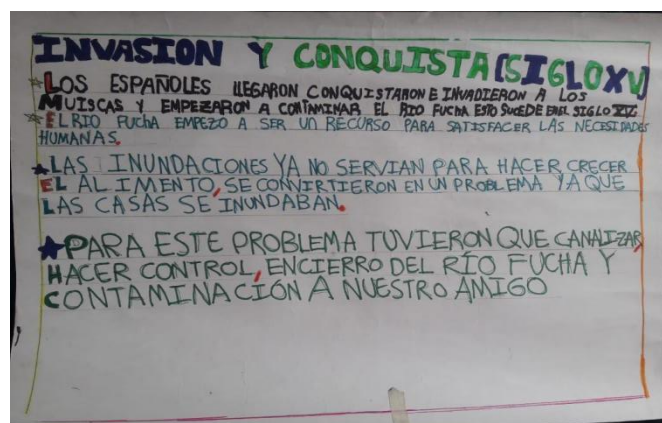 INVASION Y CONQUISTA (SIGLO XV)
LOS ESPAÑOLES LLEGARON CONQUISTARON E INVADIERON A LOS
MUISCAS Y EMPEZARON A CONTAMINAR EL RIO FUCHA ESTO SUCEDE EN EL SIGLO XV.
EL RIO FUCHA EMPEZO A SER UN RECURSO PARA SATISFACER LAS NECESIDADES
HUMANAS.
LAS INUNDACIONES YA NO SERVIAN PARA HACER CRECER
EL ALIMENTO, SE CONVIRTIERON EN UN PROBLEMA YA QUE
LAS CASAS SE INUNDABAN.
PARA ESTE PROBLEMA TUVIERON QUE CANALIZAR,
HACER CONTROL, ENCIERRO DEL RÍO FUCHA Y
CONTAMINACIÓN A NUESTRO AMIGO